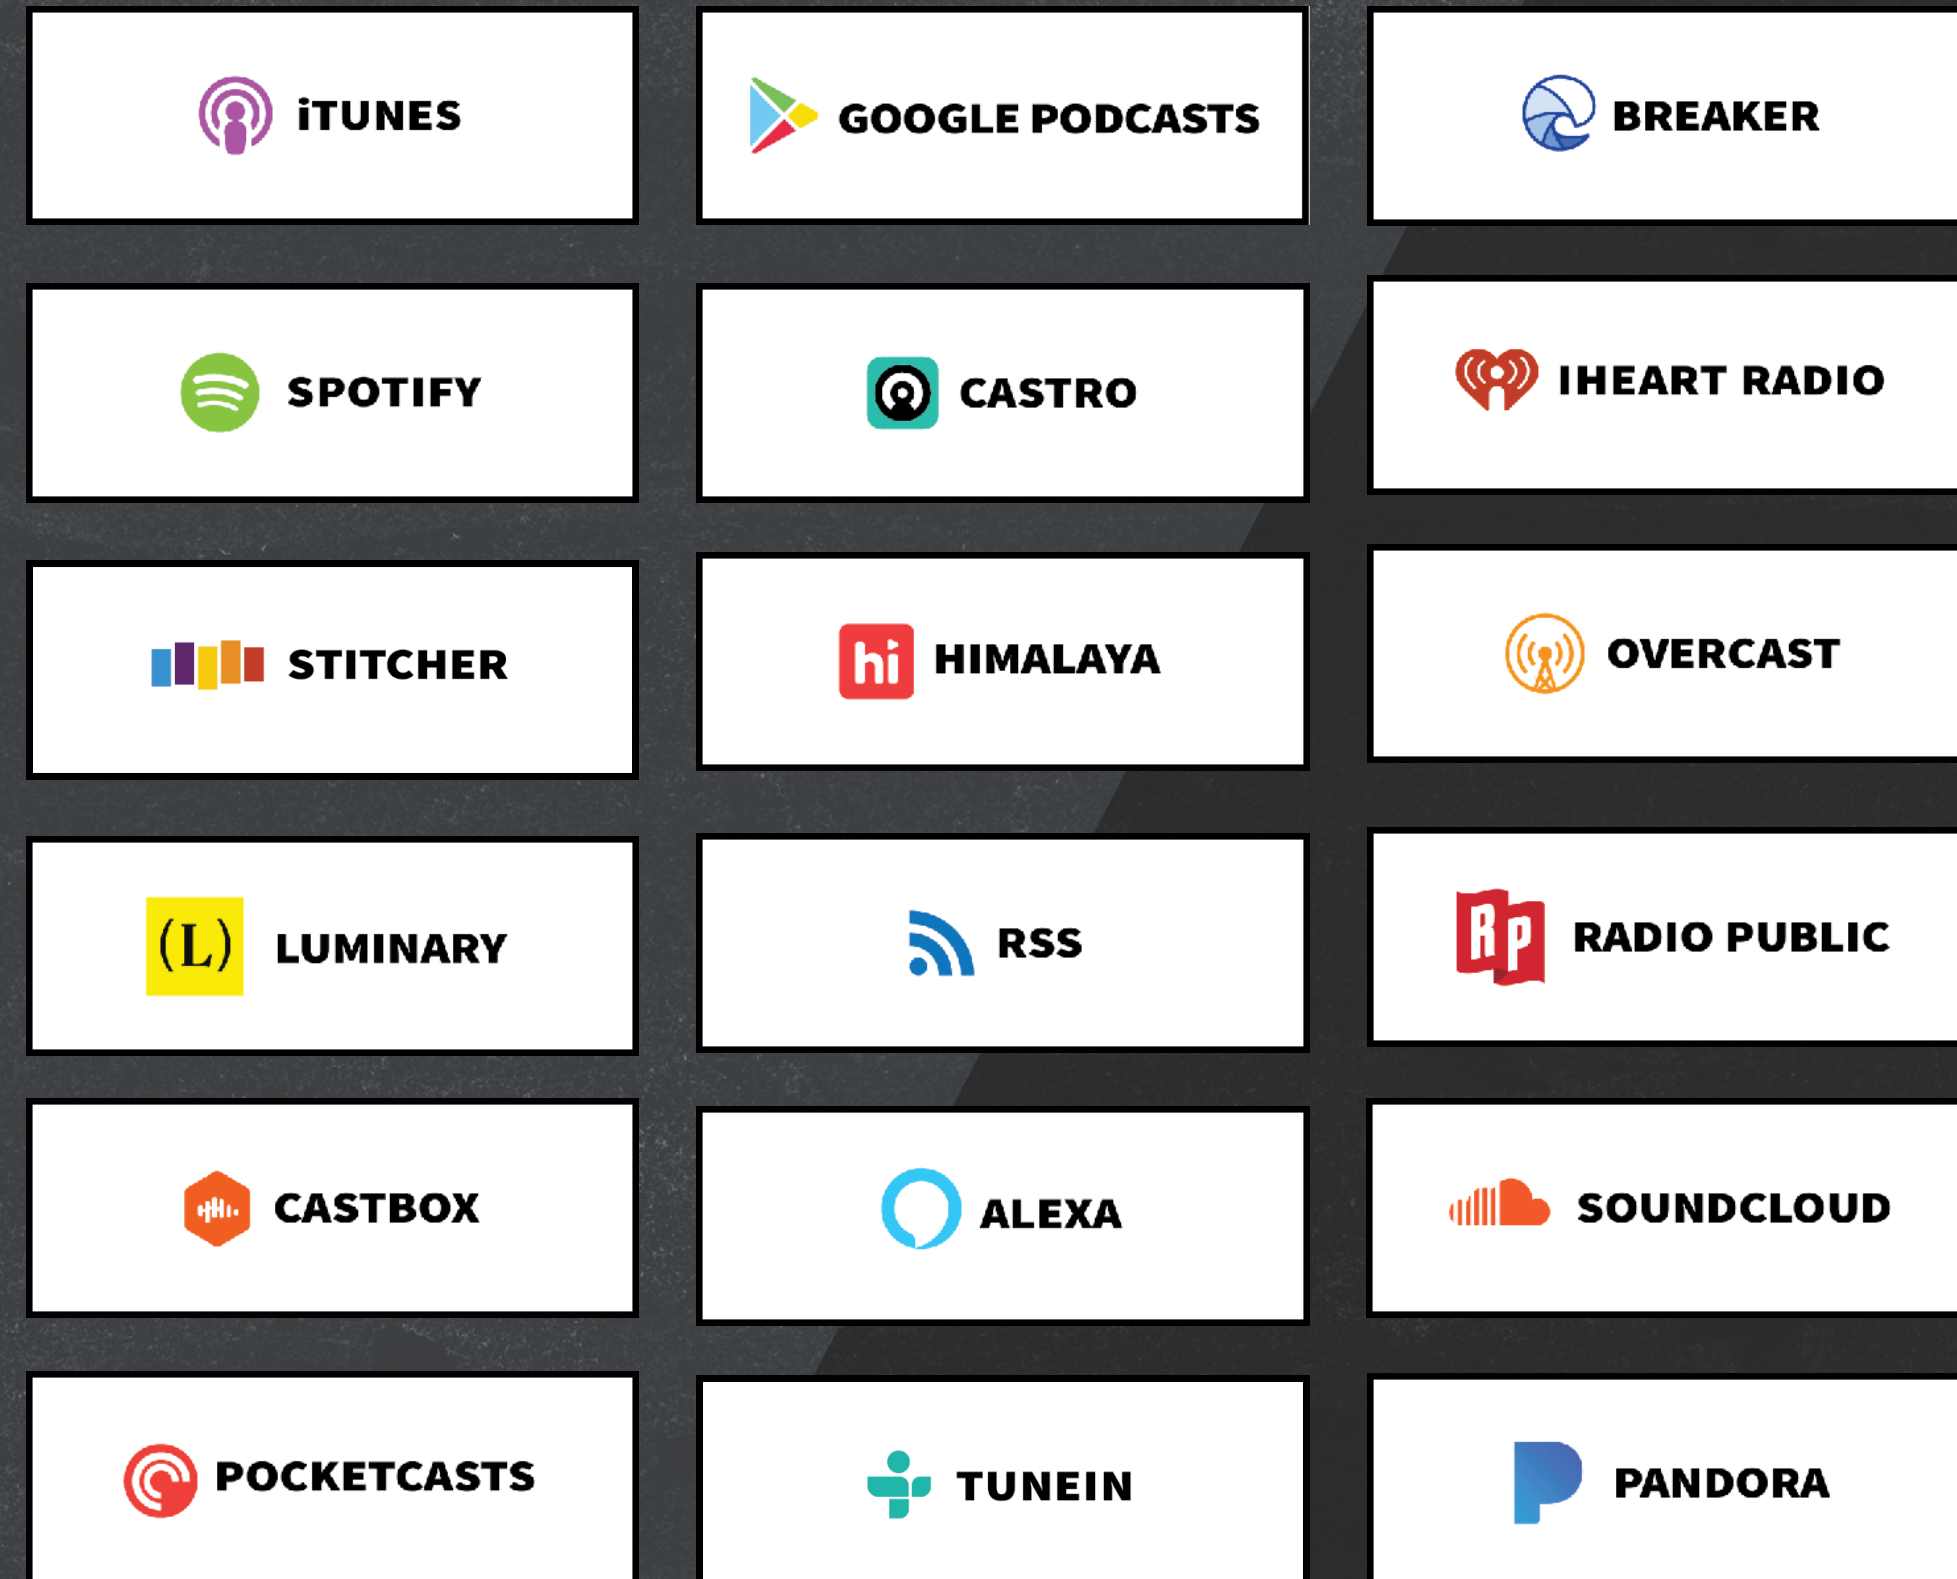 iTUNES
GOOGLE PODCASTS
BREAKER
SPOTIFY
CASTRO
IHEART RADIO
STITCHER
hi HIMALAYA
OVERCAST
(L) LUMINARY
RSS
RP RADIO PUBLIC
CASTBOX
ALEXA
SOUNDCLOUD
POCKETCASTS
TUNEIN
PANDORA